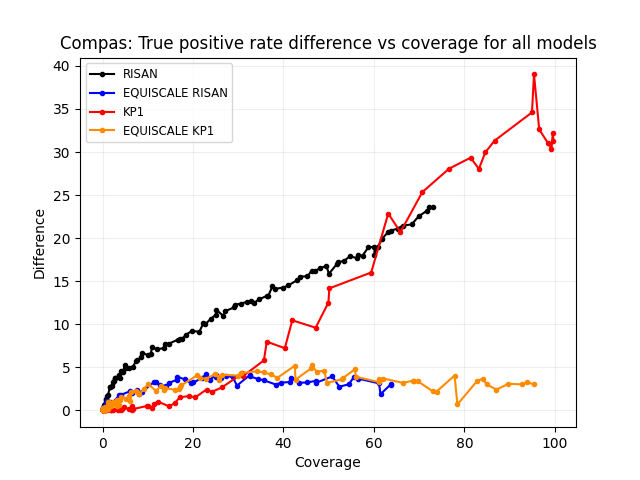 Compas: True positive rate difference vs coverage for all models
RISAN
EQUISCALE RISAN
KP1
EQUISCALE KP1
40
35
30
25
20
15
10
5
0
Difference
0 20 40 60 80 100
Coverage